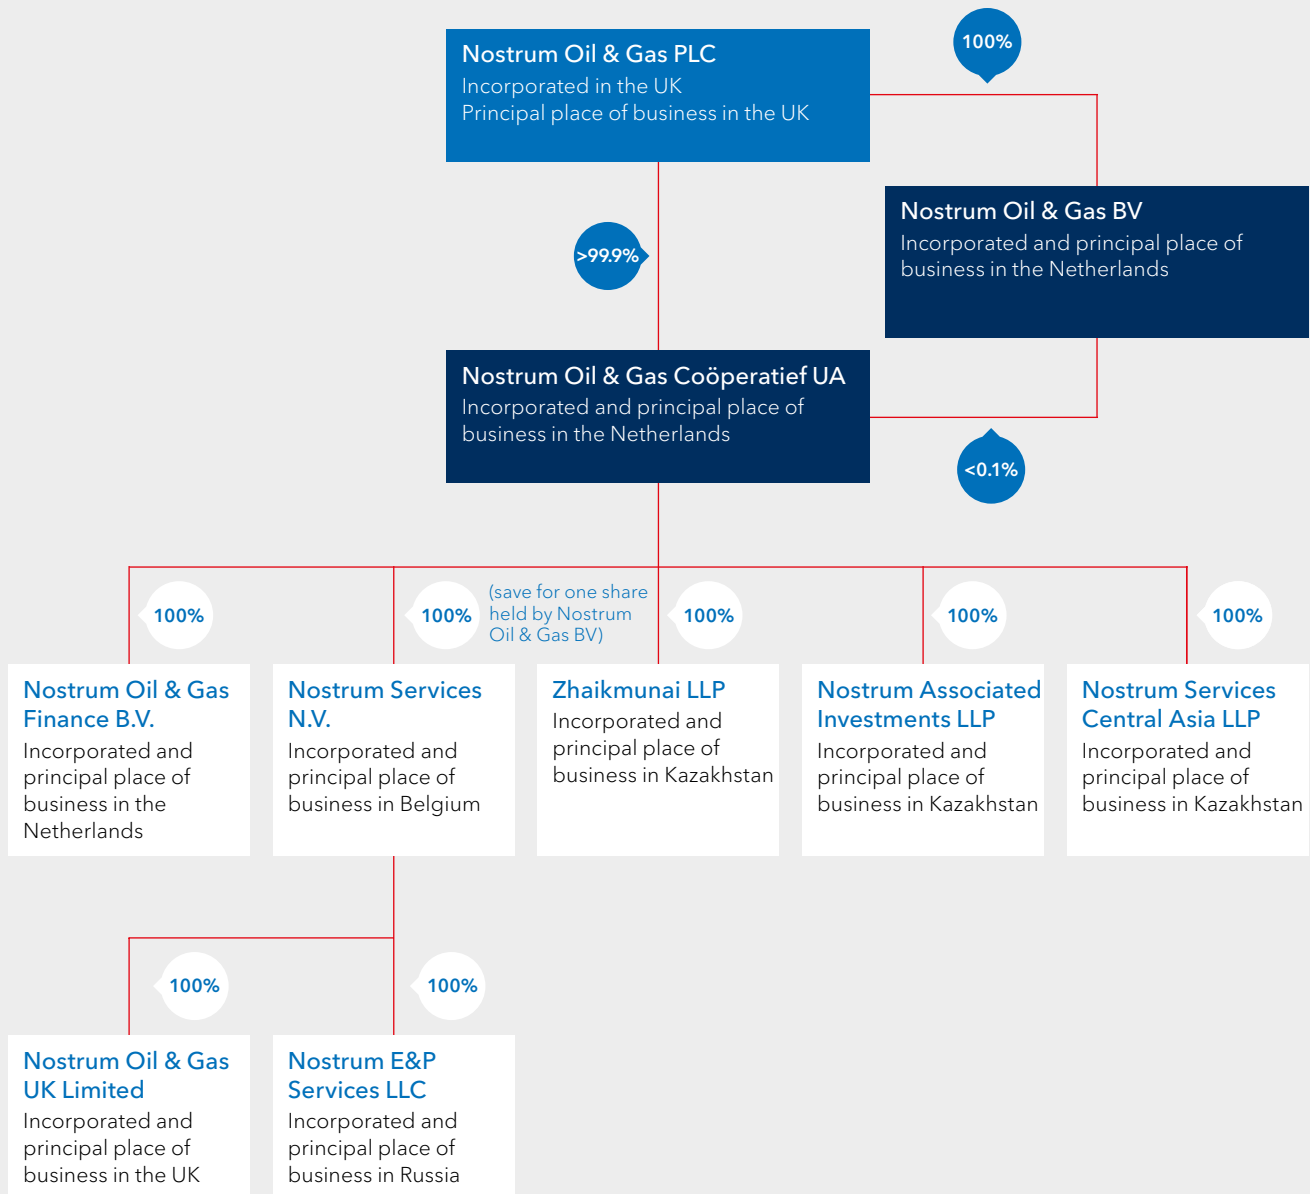 Nostrum Oil & Gas PLC
Incorporated in the UK
Principal place of business in the UK
100%
Nostrum Oil & Gas BV
Incorporated and principal place of
business in the Netherlands
>99.9%
Nostrum Oil & Gas Coöperatief UA
Incorporated and principal place of
business in the Netherlands
<0.1%
100%
100%
(save for one share
held by Nostrum
Oil & Gas BV)
100%
100%
100%
Nostrum Oil & Gas
Finance B.V.
Incorporated and
principal place of
business in the
Netherlands
Nostrum Services
N.V.
Incorporated and
principal place of
business in Belgium
Zhaikmunai LLP
Incorporated and
principal place of
business in Kazakhstan
Nostrum Associated
Investments LLP
Incorporated and
principal place of
business in Kazakhstan
Nostrum Services
Central Asia LLP
Incorporated and
principal place of
business in Kazakhstan
100%
100%
Nostrum Oil & Gas
UK Limited
Incorporated and
principal place of
business in the UK
Nostrum E&P
Services LLC
Incorporated and
principal place of
business in Russia